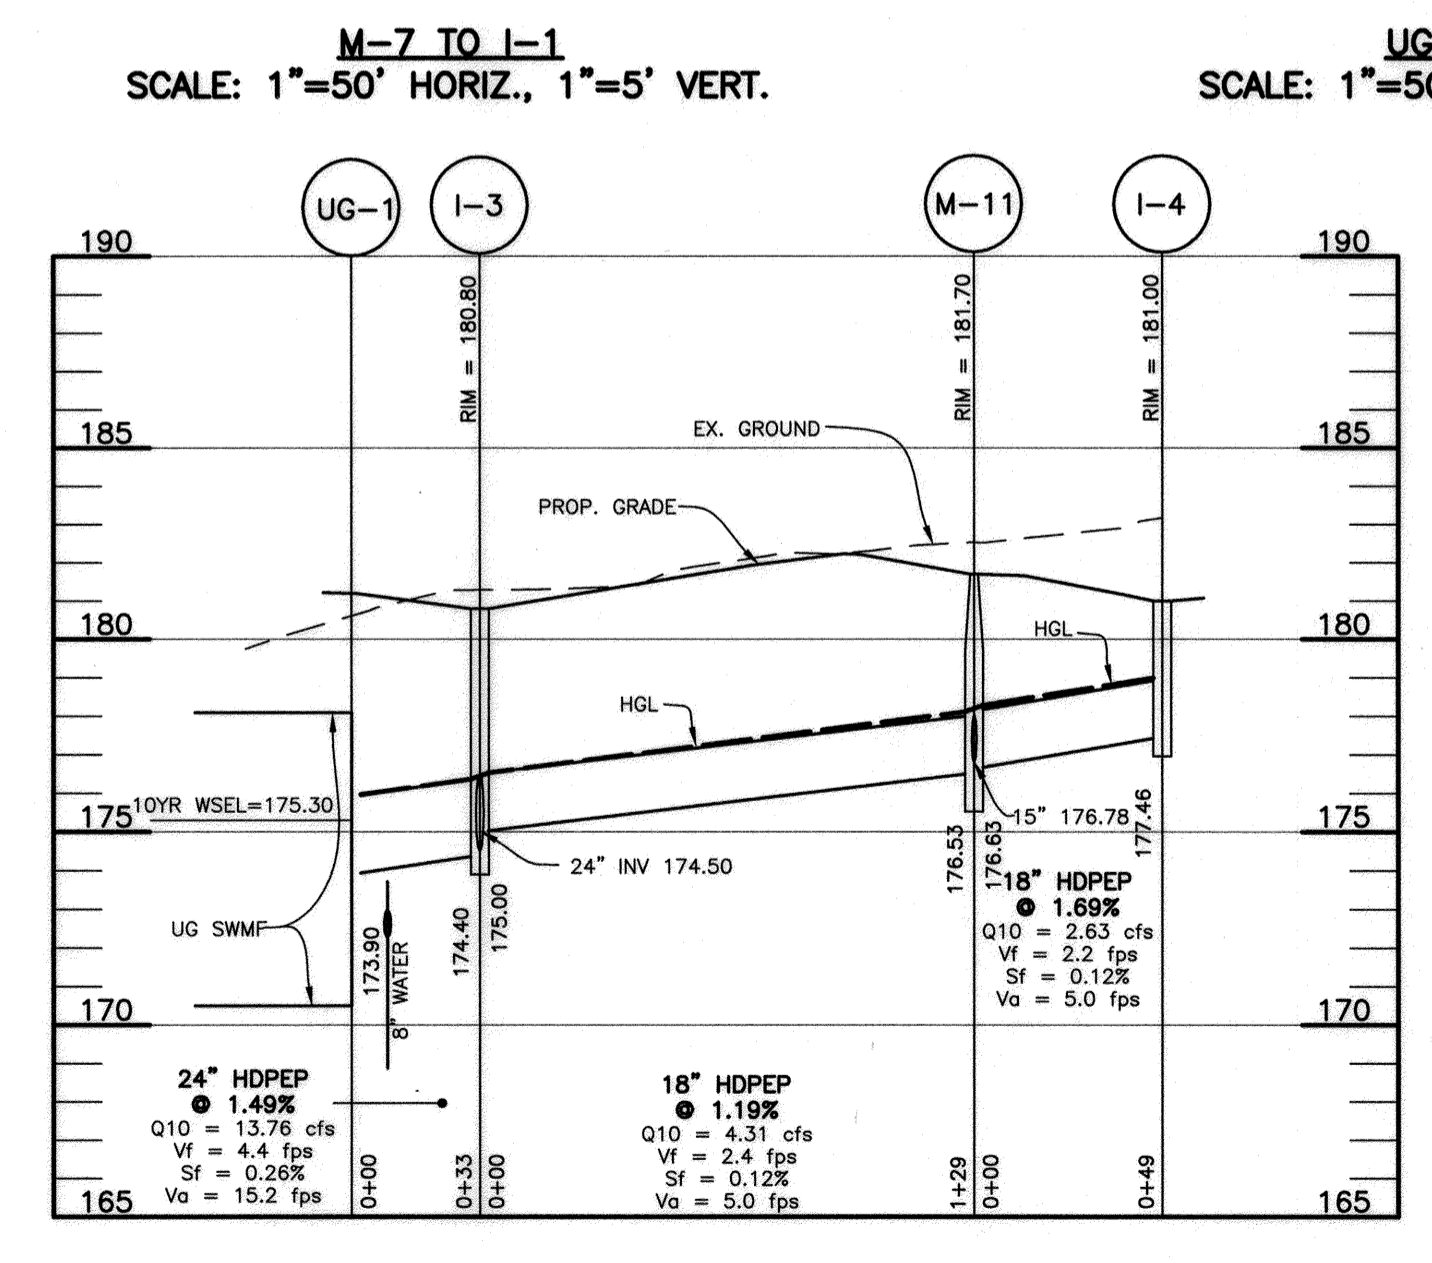 M-7 TO I-1
SCALE: 1"=50' HORIZ., 1"=5' VERT.
UG
SCALE: 1"=50
UG-1
I-3
M-11
I-4
190
190
RIM = 180.80
RIM = 181.70
RIM = 181.00
185
185
EX. GROUND
PROP. GRADE
180
180
HGL
HGL
10YR WSEL=175.30
175
175
15" 176.78
24" INV 174.50
176.53
176.63
177.46
UG SWMF
173.90
8" WATER
174.40
175.00
18" HDPEP
@ 1.69%
Q10 = 2.63 cfs
Vf = 2.2 fps
Sf = 0.12%
Va = 5.0 fps
170
170
24" HDPEP
@ 1.49%
Q10 = 13.76 cfs
Vf = 4.4 fps
Sf = 0.26%
Va = 15.2 fps
18" HDPEP
@ 1.19%
Q10 = 4.31 cfs
Vf = 2.4 fps
Sf = 0.12%
Va = 5.0 fps
0+00
0+33
0+00
1+29
0+00
0+49
165
165